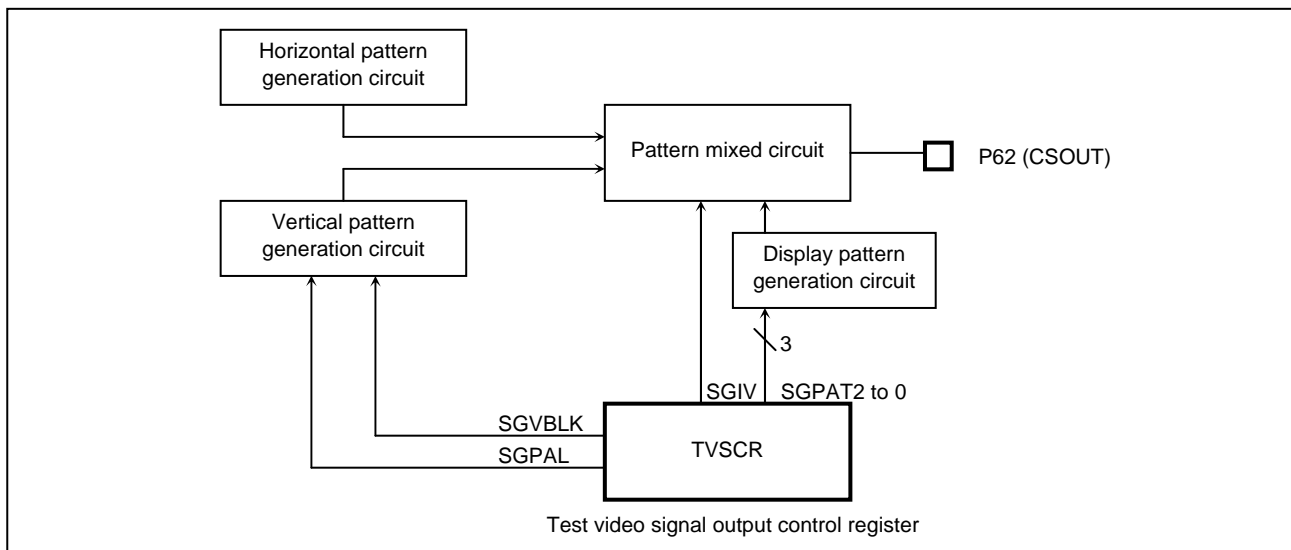 Horizontal pattern
generation circuit
Pattern mixed circuit
P62 (CSOUT)
Vertical pattern
generation circuit
Display pattern
generation circuit
3
SGIV
SGPAT2 to 0
SGVBLK
SGPAL
TVSCR
Test video signal output control register